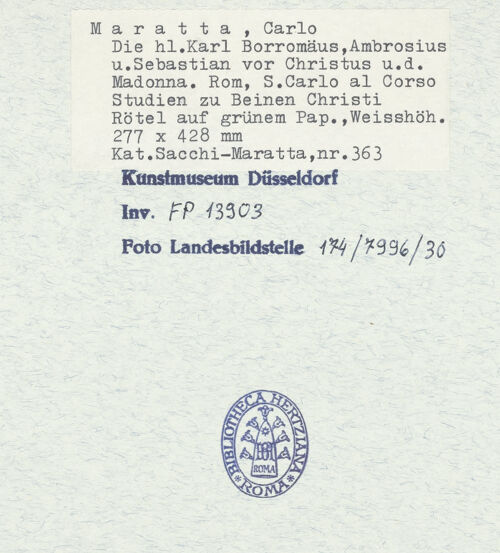 Maratta, Carlo
Die hl.Karl Borromäus,Ambrosius
u.Sebastian vor Christus u.d.
Madonna. Rom, S.Carlo al Corso
Studien zu Beinen Christi
Rötel auf grünem Pap.,Weisshöh.
277 x 428 mm
Kat.Sacchi-Maratta,nr.363
Kunstmuseum Düsseldorf
Inv. FP 13903
Foto Landesbildstelle 174/7996/30
BIBLIOTHECA HERTZIANA
ROMA
ROMA